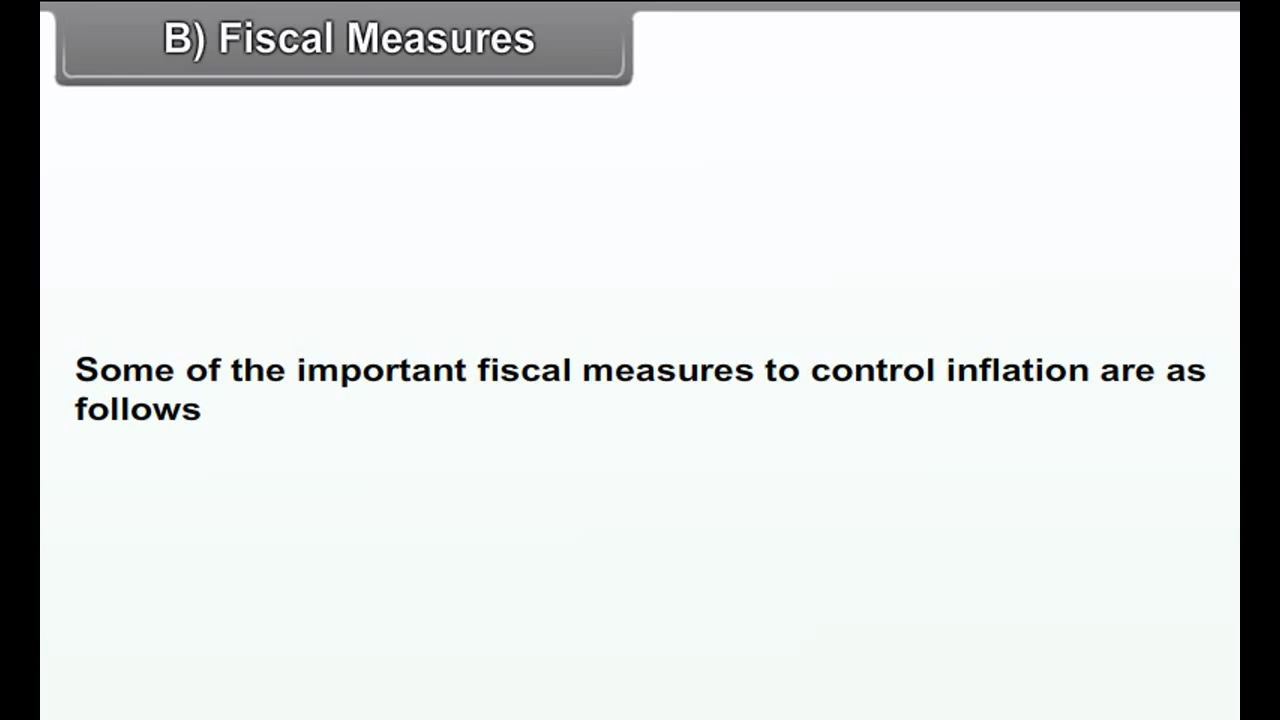 B) Fiscal Measures
Some of the important fiscal measures to control inflation are as
follows